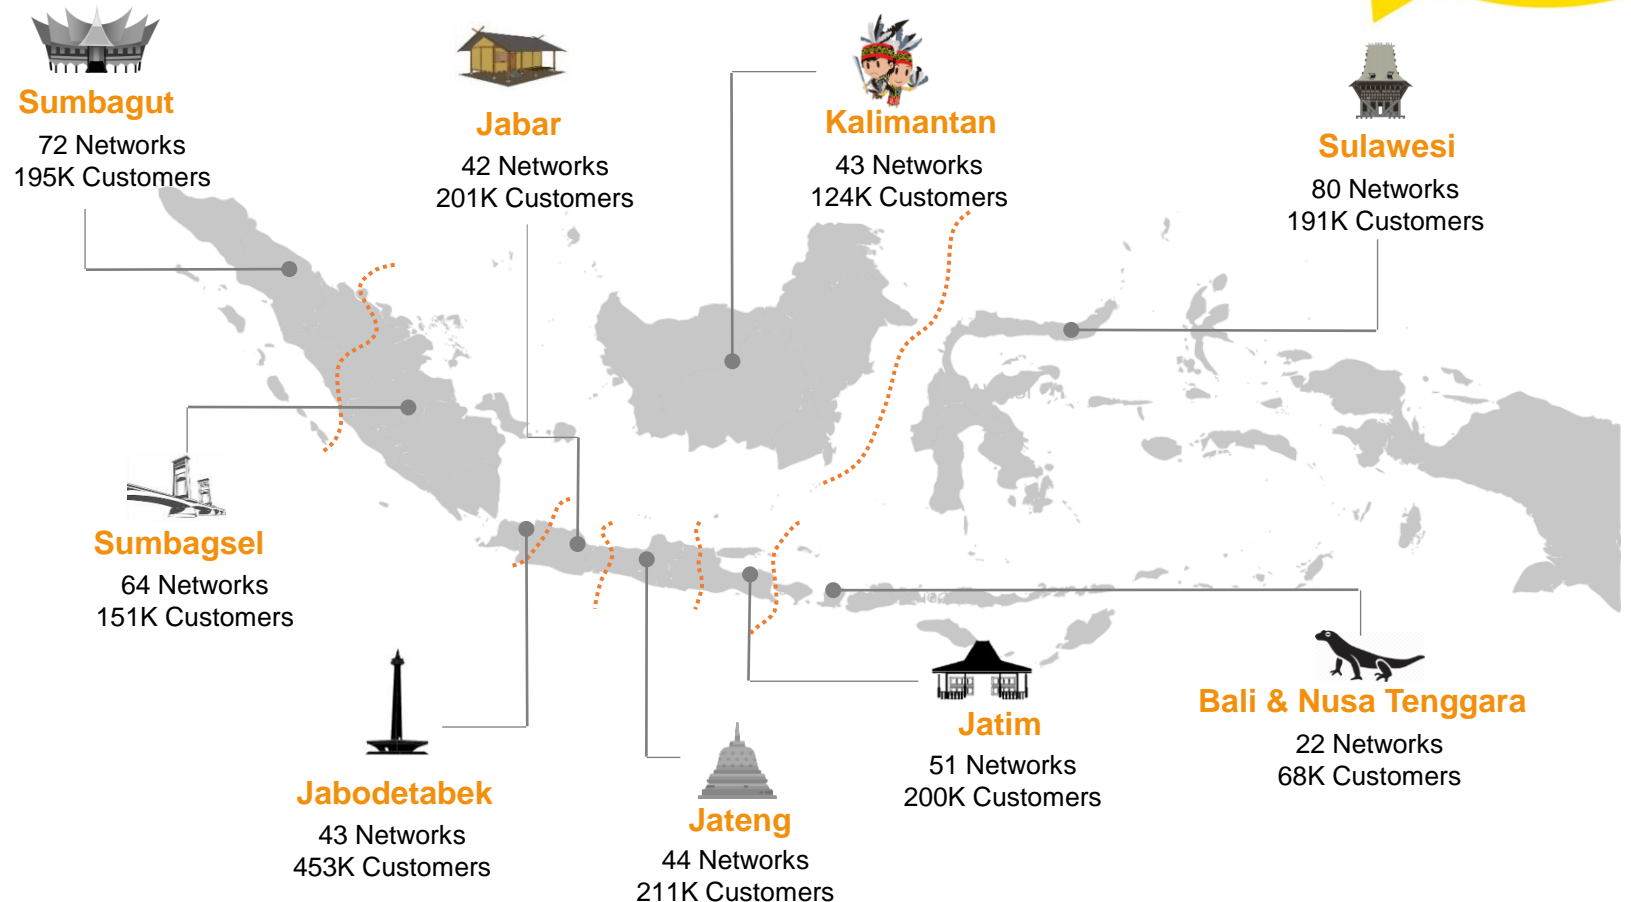 Sumbagut
72 Networks
195K Customers
Jabar
42 Networks
201K Customers
Kalimantan
43 Networks
124K Customers
Sulawesi
80 Networks
191K Customers
Sumbagsel
64 Networks
151K Customers
Jabodetabek
43 Networks
453K Customers
Jateng
44 Networks
211K Customers
Jatim
51 Networks
200K Customers
Bali & Nusa Tenggara
22 Networks
68K Customers